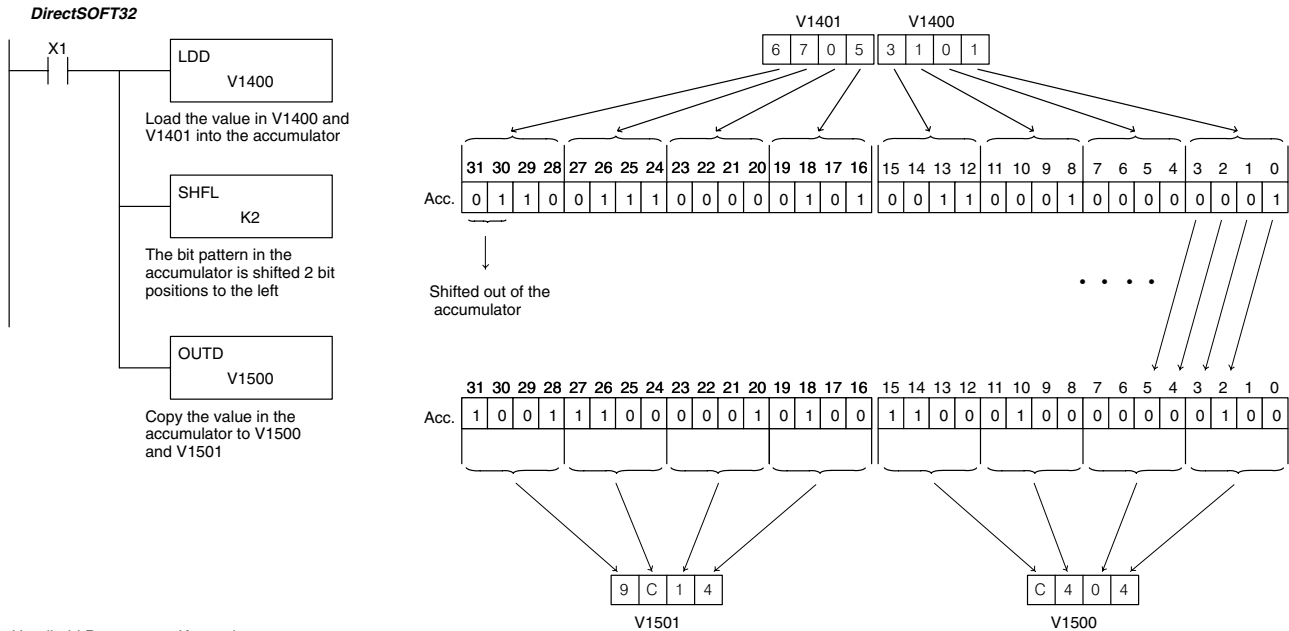 DirectSOFT32
X1
LDD
V1400
Load the value in V1400 and
V1401 into the accumulator
SHFL
K2
The bit pattern in the
accumulator is shifted 2 bit
positions to the left
OUTD
V1500
Copy the value in the
accumulator to V1500
and V1501
V1401 V1400
6 7 0 5 3 1 0 1
31 30 29 28 27 26 25 24 23 22 21 20 19 18 17 16 15 14 13 12 11 10 9 8 7 6 5 4 3 2 1 0
Acc. 0 1 1 0 0 1 1 1 0 0 0 0 0 1 0 1 0 0 1 1 0 0 0 1 0 0 0 0 0 0 0 1
Shifted out of the
accumulator
. . . .
31 30 29 28 27 26 25 24 23 22 21 20 19 18 17 16 15 14 13 12 11 10 9 8 7 6 5 4 3 2 1 0
Acc. 1 0 0 1 1 1 0 0 0 0 0 1 0 1 0 0 1 1 0 0 0 1 0 0 0 0 0 0 0 1 0 0
9 C 1 4 C 4 0 4
V1501 V1500